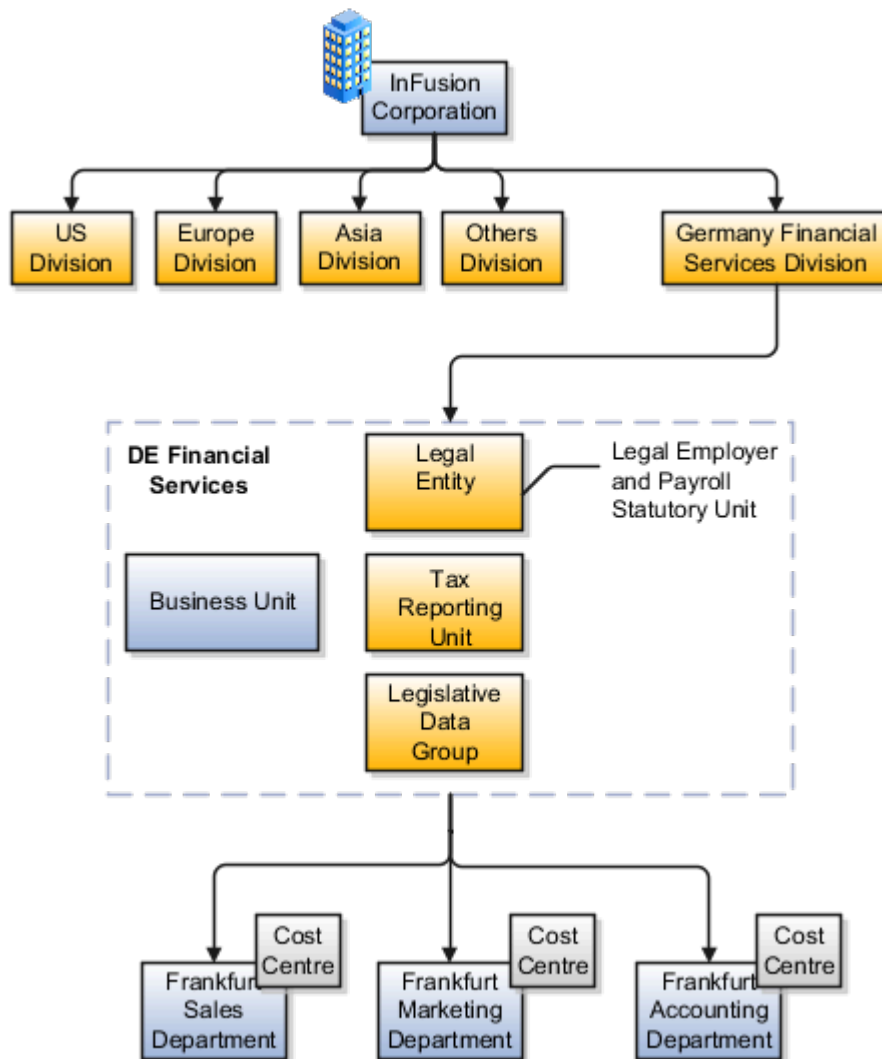 InFusion
Corporation
US
Division
Europe
Division
Asia
Division
Others
Division
Germany Financial
Services Division
DE Financial
Services
Legal
Entity
Legal Employer
and Payroll
Statutory Unit
Business Unit
Tax
Reporting
Unit
Legislative
Data
Group
Cost
Centre
Frankfurt
Sales
Department
Cost
Centre
Frankfurt
Marketing
Department
Cost
Centre
Frankfurt
Accounting
Department